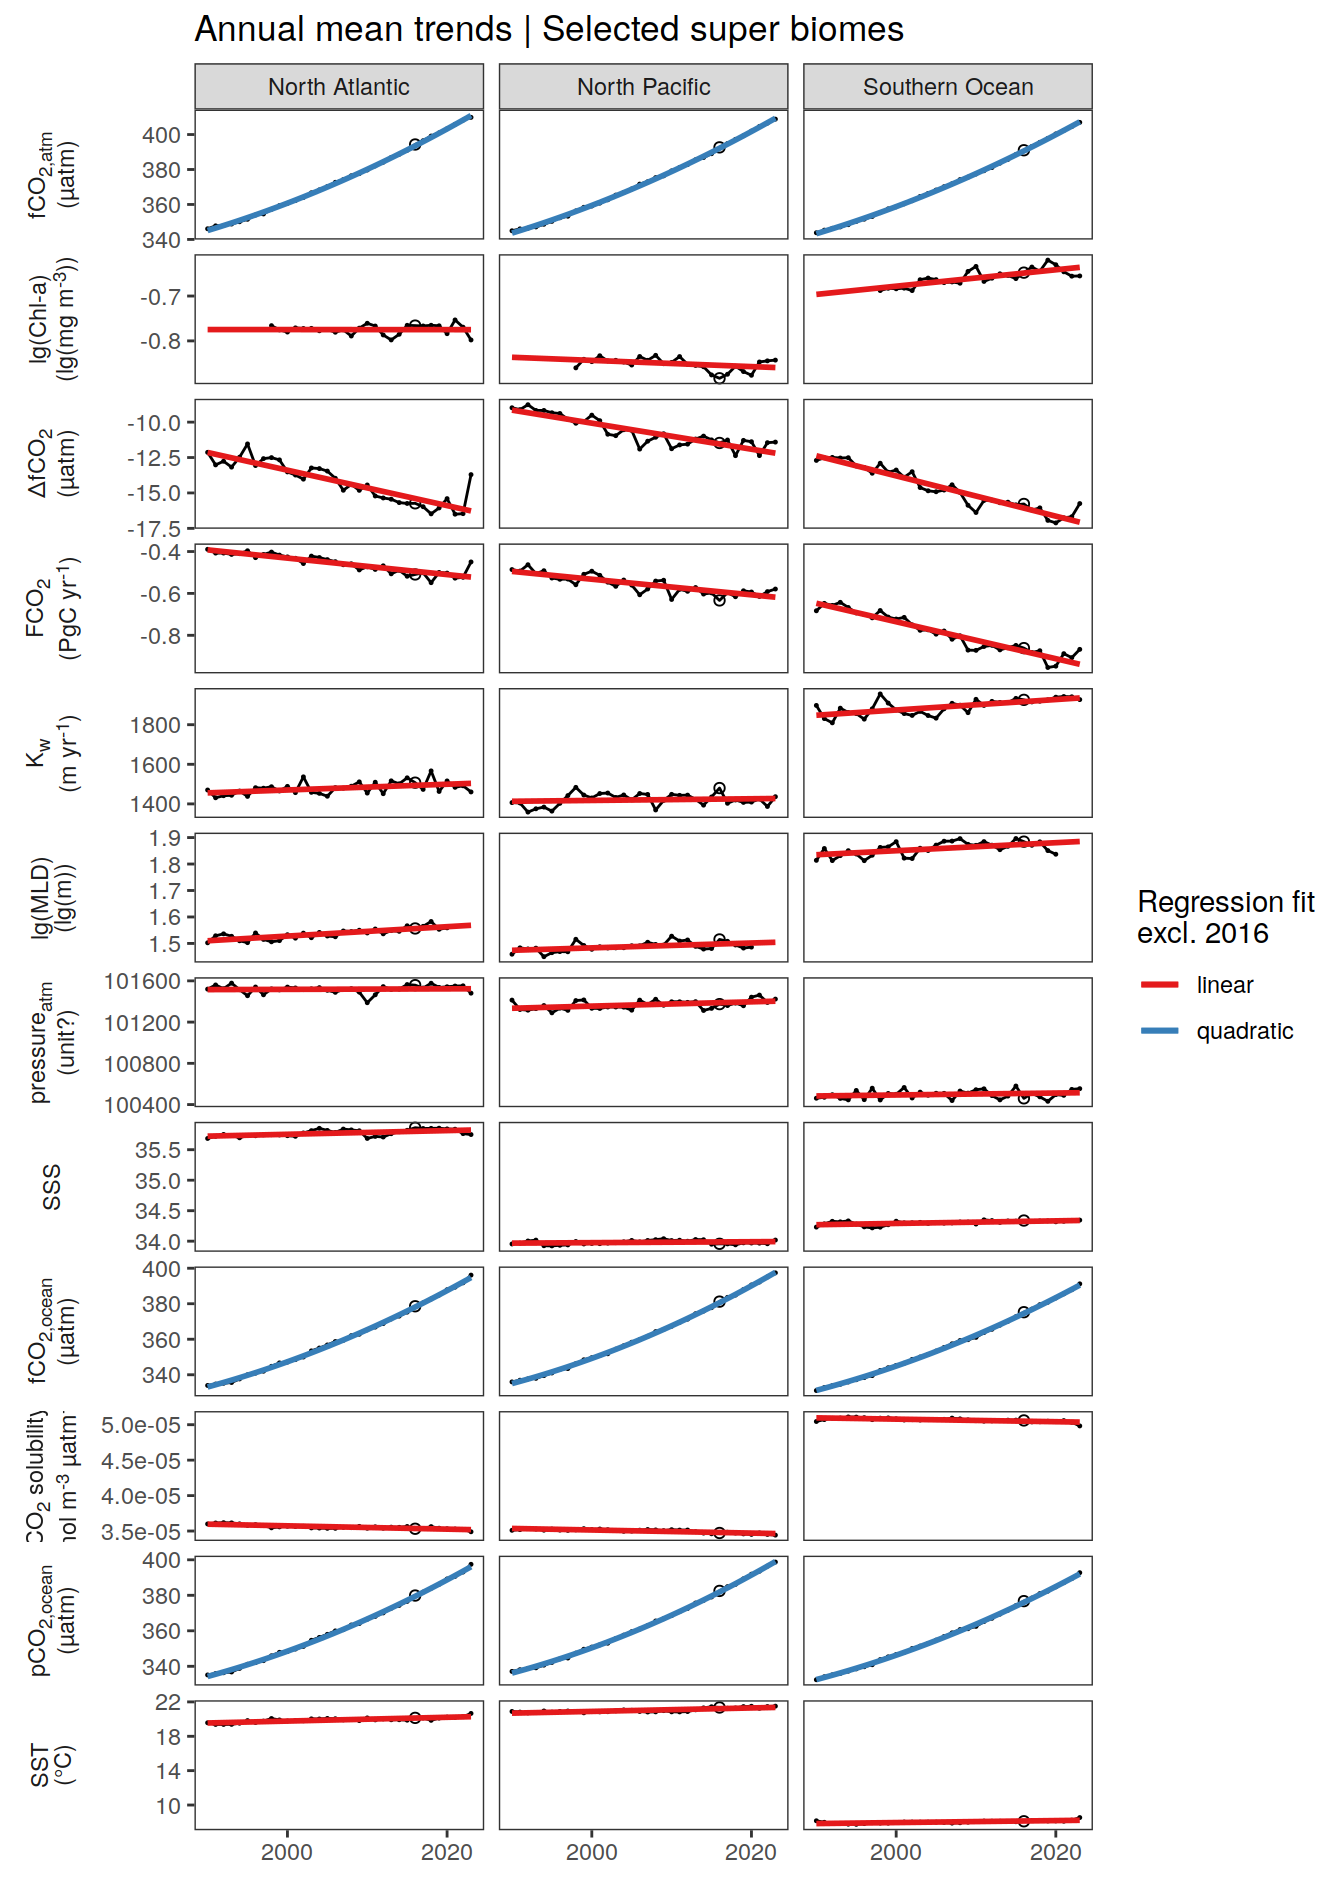 Annual mean trends | Selected super biomes
North Atlantic
North Pacific
Southern Ocean
fCO2,atm
(µatm)
400
380
360
340
lg(Chl-a)
(lg(mg m-3))
-0.7
-0.8
ΔfCO2
(µatm)
-10.0
-12.5
-15.0
-17.5
FCO2
(PgC yr-1)
-0.4
-0.6
-0.8
Kw
(m yr-1)
1800
1600
1400
lg(MLD)
(lg(m))
1.9
1.8
1.7
1.6
1.5
pressureatm
(unit?)
101600
101200
100800
100400
SSS
35.5
35.0
34.5
34.0
fCO2,ocean
(µatm)
400
380
360
340
CO2 solubility
nol m-3 µatm-
5.0e-05
4.5e-05
4.0e-05
3.5e-05
pCO2,ocean
(µatm)
400
380
360
340
SST
(°C)
22
18
14
10
2000
2020
2000
2020
2000
2020
Regression fit
excl. 2016
linear
quadratic